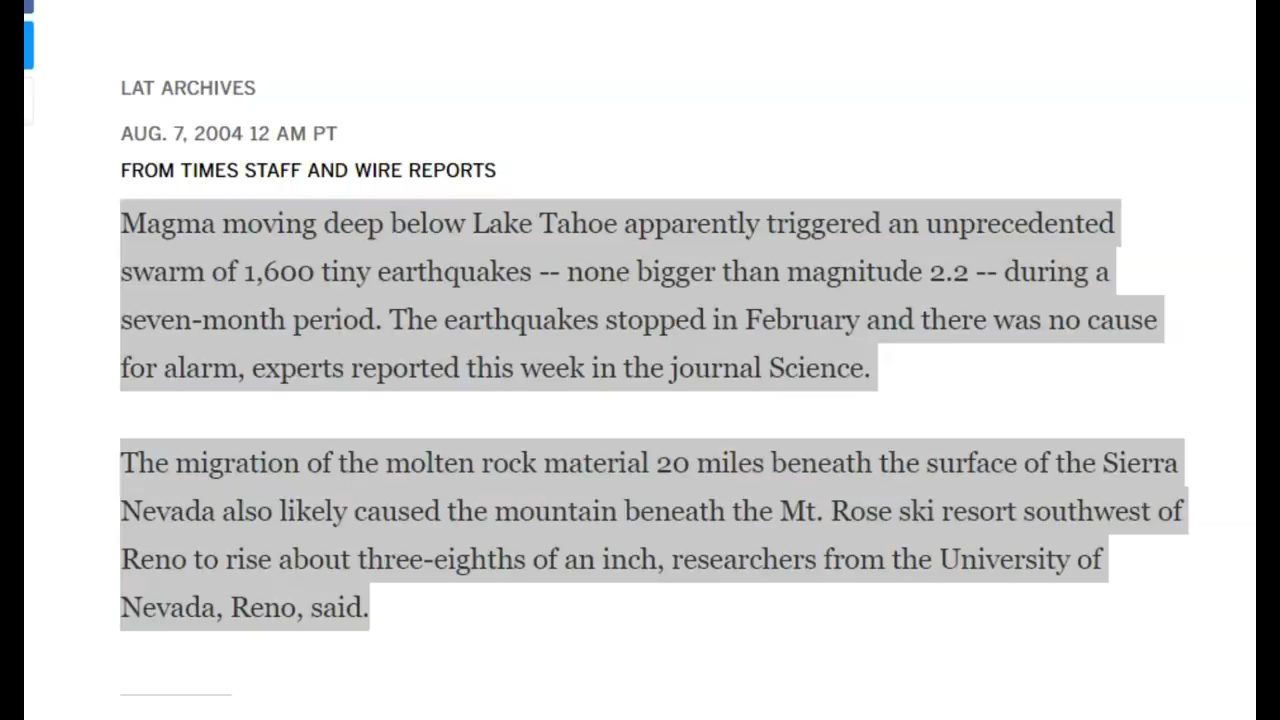 LAT ARCHIVES
AUG. 7, 2004 12 AM PT
FROM TIMES STAFF AND WIRE REPORTS
Magma moving deep below Lake Tahoe apparently triggered an unprecedented
swarm of 1,600 tiny earthquakes -- none bigger than magnitude 2.2 -- during a
seven-month period. The earthquakes stopped in February and there was no cause
for alarm, experts reported this week in the journal Science.
The migration of the molten rock material 20 miles beneath the surface of the Sierra
Nevada also likely caused the mountain beneath the Mt. Rose ski resort southwest of
Reno to rise about three-eighths of an inch, researchers from the University of
Nevada, Reno, said.